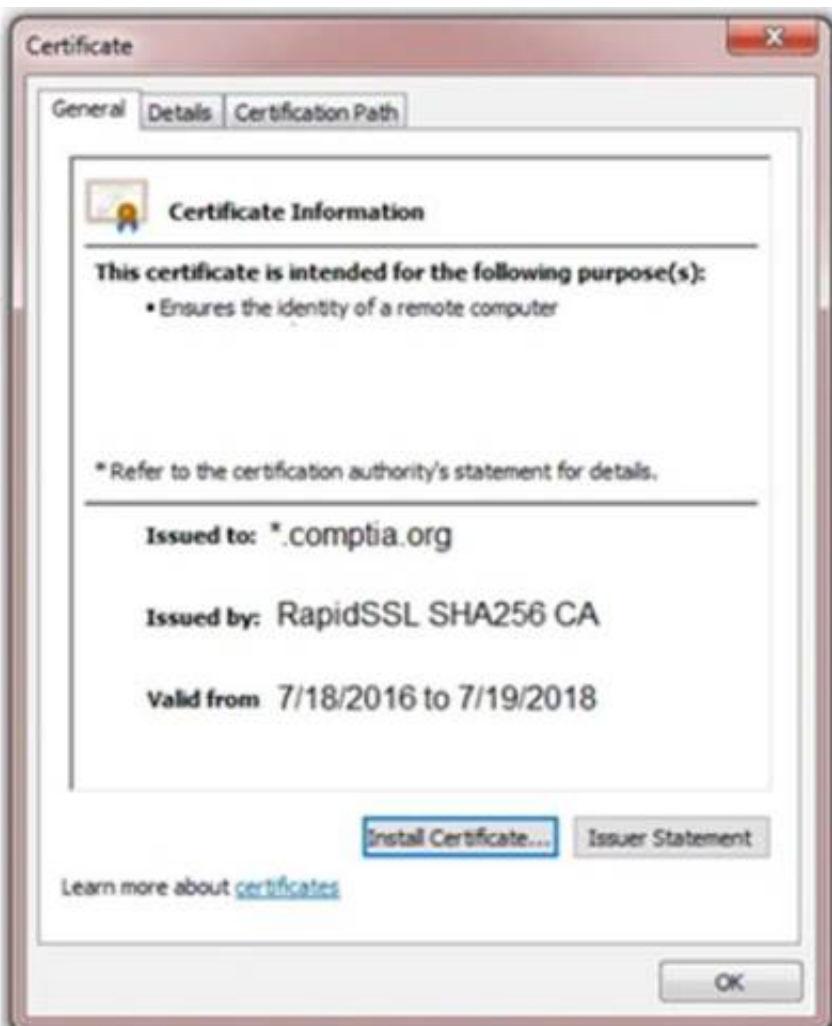 Certificate
General Details Certification Path
Certificate Information
This certificate is intended for the following purpose(s):
• Ensures the identity of a remote computer
* Refer to the certification authority's statement for details.
Issued to: *.comptia.org
Issued by: RapidSSL SHA256 CA
Valid from 7/18/2016 to 7/19/2018
Install Certificate... Issuer Statement
Learn more about certificates
OK